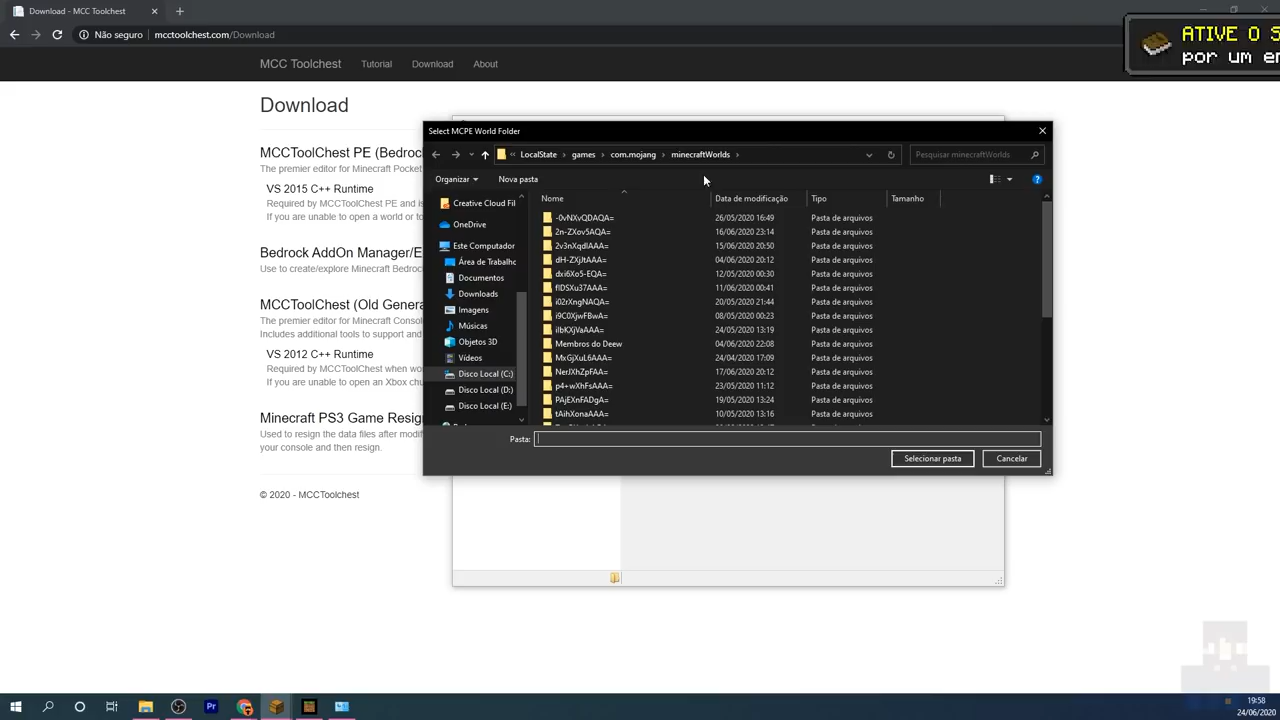 Download - MCC Toolchest
Não seguro
mcctoolchest.com/Download
ATIVE O S
por um en
MCC Toolchest
Tutorial
Download
About
Download
MCCToolChest PE (Bedroc
The premier editor for Minecraft Pocket
VS 2015 C++ Runtime
Required by MCCToolChest PE and is
If you are unable to open a world or to
Bedrock AddOn Manager/E
Use to create/explore Minecraft Bedroc
MCCToolChest (Old Genera
The premier editor for Minecraft Conso
Includes additional tools to support and
VS 2012 C++ Runtime
Required by MCCToolChest when wo
If you are unable to open an Xbox chu
Minecraft PS3 Game Resign
Used to resign the data files after modif
your console and then resign.
© 2020 - MCCToolchest
Select MCPE World Folder
LocalState
games
com.mojang
minecraftWorlds
Pesquisar minecraftWorlds
Organizar
Nova pasta
Creative Cloud Fil
OneDrive
Este Computador
Área de Trabalho
Documentos
Downloads
Imagens
Músicas
Objetos 3D
Vídeos
Disco Local (C:)
Disco Local (D:)
Disco Local (E:)
Nome
Data de modificação
Tipo
Tamanho
-0vNXvQDAQA= 26/05/2020 16:49 Pasta de arquivos
2n-ZXov5AQA= 16/06/2020 23:14 Pasta de arquivos
2v3nXqdIAAA= 15/06/2020 20:50 Pasta de arquivos
dH-ZXjJtAAA= 04/06/2020 20:12 Pasta de arquivos
dxi6Xo5-EQA= 12/05/2020 00:30 Pasta de arquivos
fIDSXu37AAA= 11/06/2020 00:41 Pasta de arquivos
i02rXngNAQA= 20/05/2020 21:44 Pasta de arquivos
i9C0XjwFBwA= 08/05/2020 00:23 Pasta de arquivos
iIbKXjVaAAA= 24/05/2020 13:19 Pasta de arquivos
Membros do Deew 04/06/2020 22:08 Pasta de arquivos
MxGjXuL6AAA= 24/04/2020 17:09 Pasta de arquivos
NerJXhZpFAA= 17/06/2020 20:12 Pasta de arquivos
p4+wXhFsAAA= 23/05/2020 11:12 Pasta de arquivos
PAjEXnFADgA= 19/05/2020 13:24 Pasta de arquivos
tAihXonaAAA= 10/05/2020 13:16 Pasta de arquivos
Pasta:
Selecionar pasta
Cancelar
Pr
19:58
24/06/2020